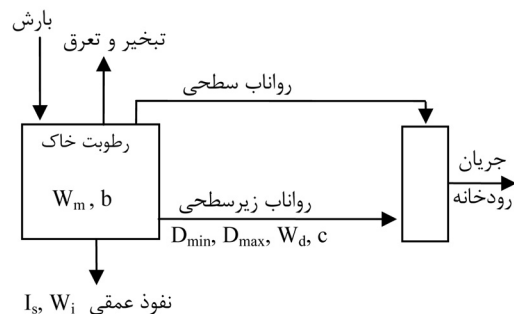 بارش
تبخیر و تعرق
رواناب سطحی
رطوبت خاک
Wm , b
جریان
رودخانه
رواناب زیرسطحی
Dmin, Dmax, Wd, c
Is, Wi نفوذ عمقی